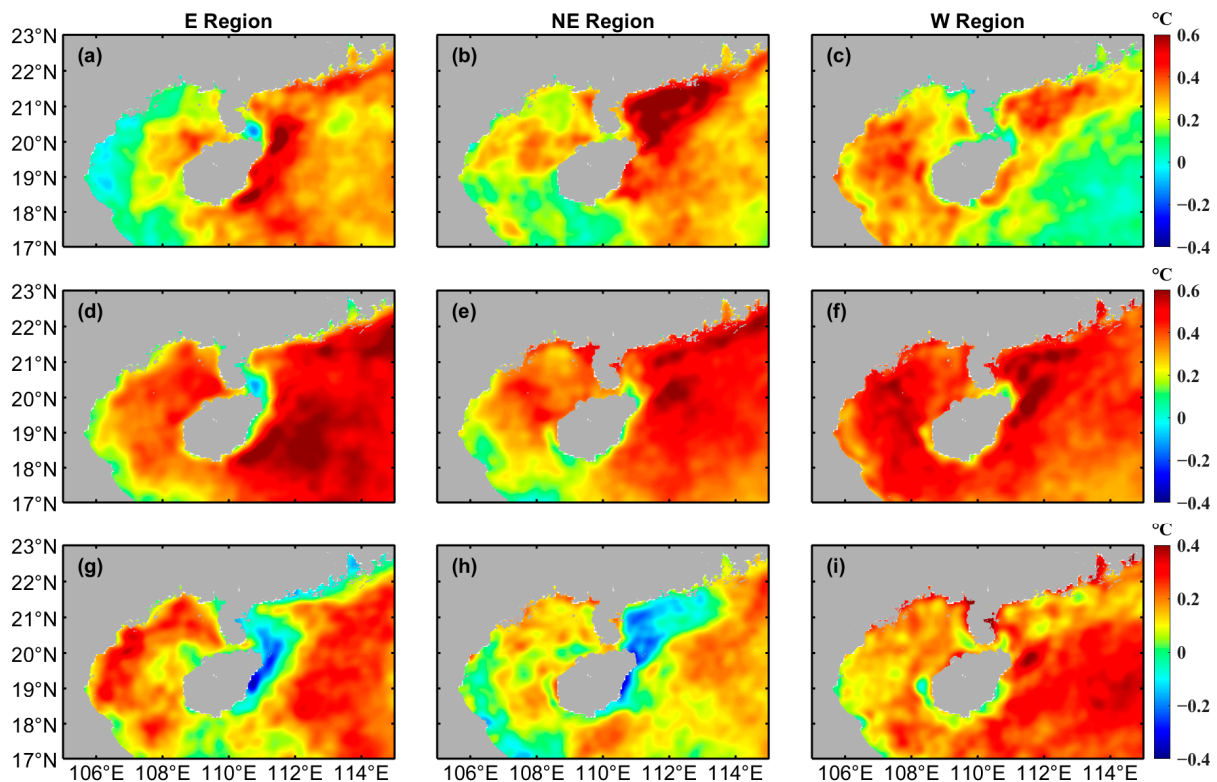 E Region NE Region W Region °C
23°N (a) (b) (c) 0.6
22°N 0.4
21°N
20°N 0.2
19°N 0
18°N −0.2
17°N −0.4
°C
23°N (d) (e) (f) 0.6
22°N 0.4
21°N
20°N 0.2
19°N 0
18°N −0.2
17°N −0.4
°C
23°N (g) (h) (i) 0.4
22°N
21°N 0.2
20°N
19°N 0
18°N −0.2
17°N −0.4
106°E 108°E 110°E 112°E 114°E 106°E 108°E 110°E 112°E 114°E 106°E 108°E 110°E 112°E 114°E